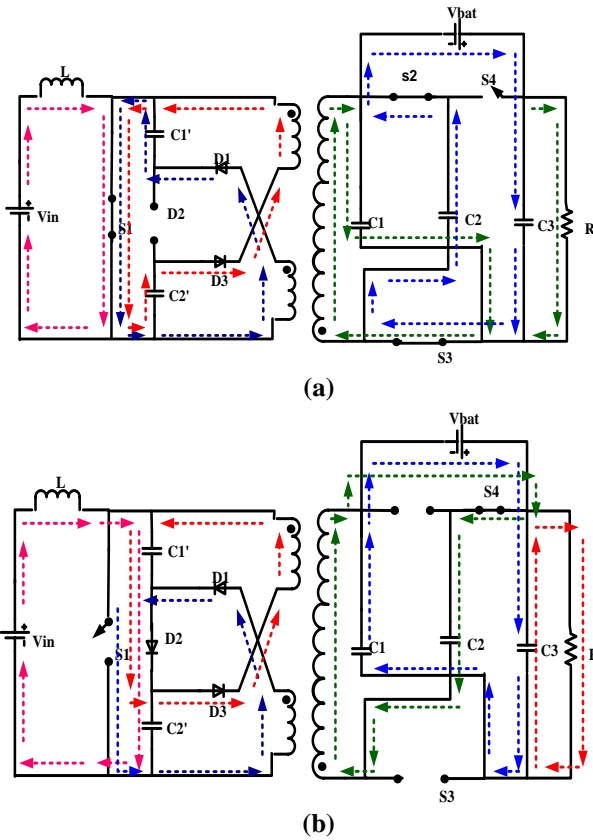 Vbat
L
s2
S4
C1'
D1
Vin
S1
D2
C1
C2
C3
R
D3
C2'
S3
(a)
Vbat
L
S4
C1'
D1
Vin
S1
D2
C1
C2
C3
D3
C2'
S3
(b)